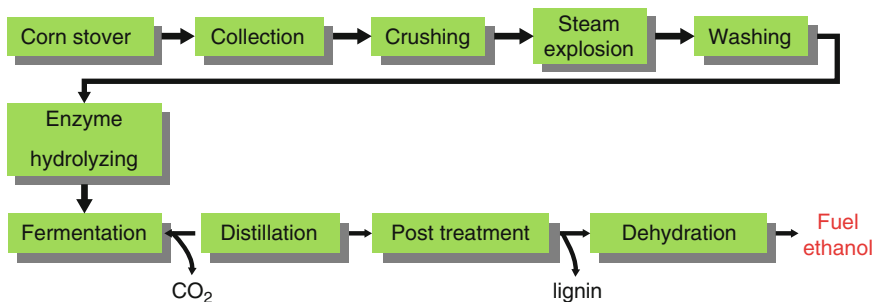 Corn stover
Collection
Crushing
Steam
explosion
Washing
Enzyme
hydrolyzing
Fermentation
Distillation
Post treatment
Dehydration
Fuel
ethanol
CO₂
lignin